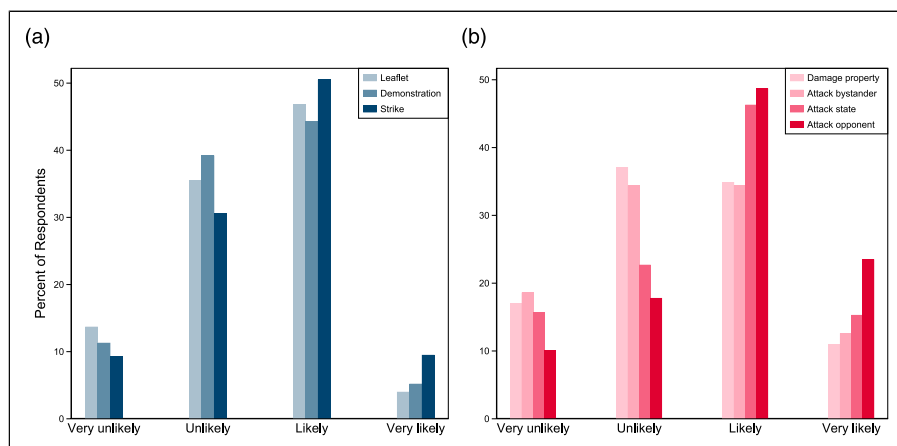 (a)
Leaflet
Demonstration
Strike
Percent of Respondents
50
40
30
20
10
0
Very unlikely Unlikely Likely Very likely
(b)
Damage property
Attack bystander
Attack state
Attack opponent
50
40
30
20
10
0
Very unlikely Unlikely Likely Very likely